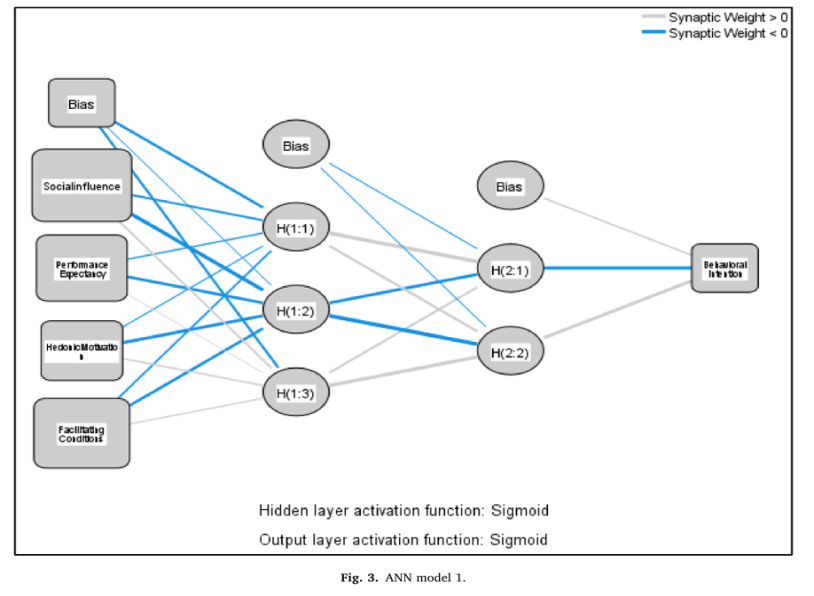 Synaptic Weight > 0
Synaptic Weight < 0
Bias
Socialinfluence
Performance
Expectancy
HedonicMotivatio
n
Facilitating
Conditions
Bias
H(1:1)
H(1:2)
H(1:3)
Bias
H(2:1)
H(2:2)
Behavioral
Intention
Hidden layer activation function: Sigmoid
Output layer activation function: Sigmoid
Fig. 3. ANN model 1.